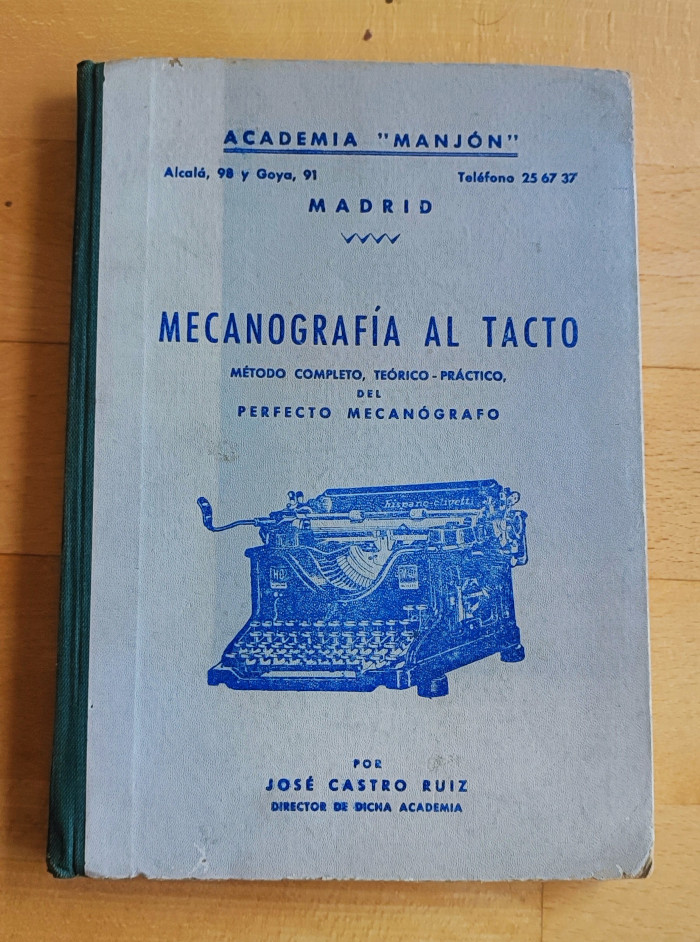 ACADEMIA "MANJÓN"
Alcalá, 98 y Goya, 91 Teléfono 25 67 37
MADRID
MECANOGRAFÍA AL TACTO
MÉTODO COMPLETO, TEÓRICO - PRÁCTICO,
DEL
PERFECTO MECANÓGRAFO
hispano-olivetti
HO
POR
JOSÉ CASTRO RUIZ
DIRECTOR DE DICHA ACADEMIA